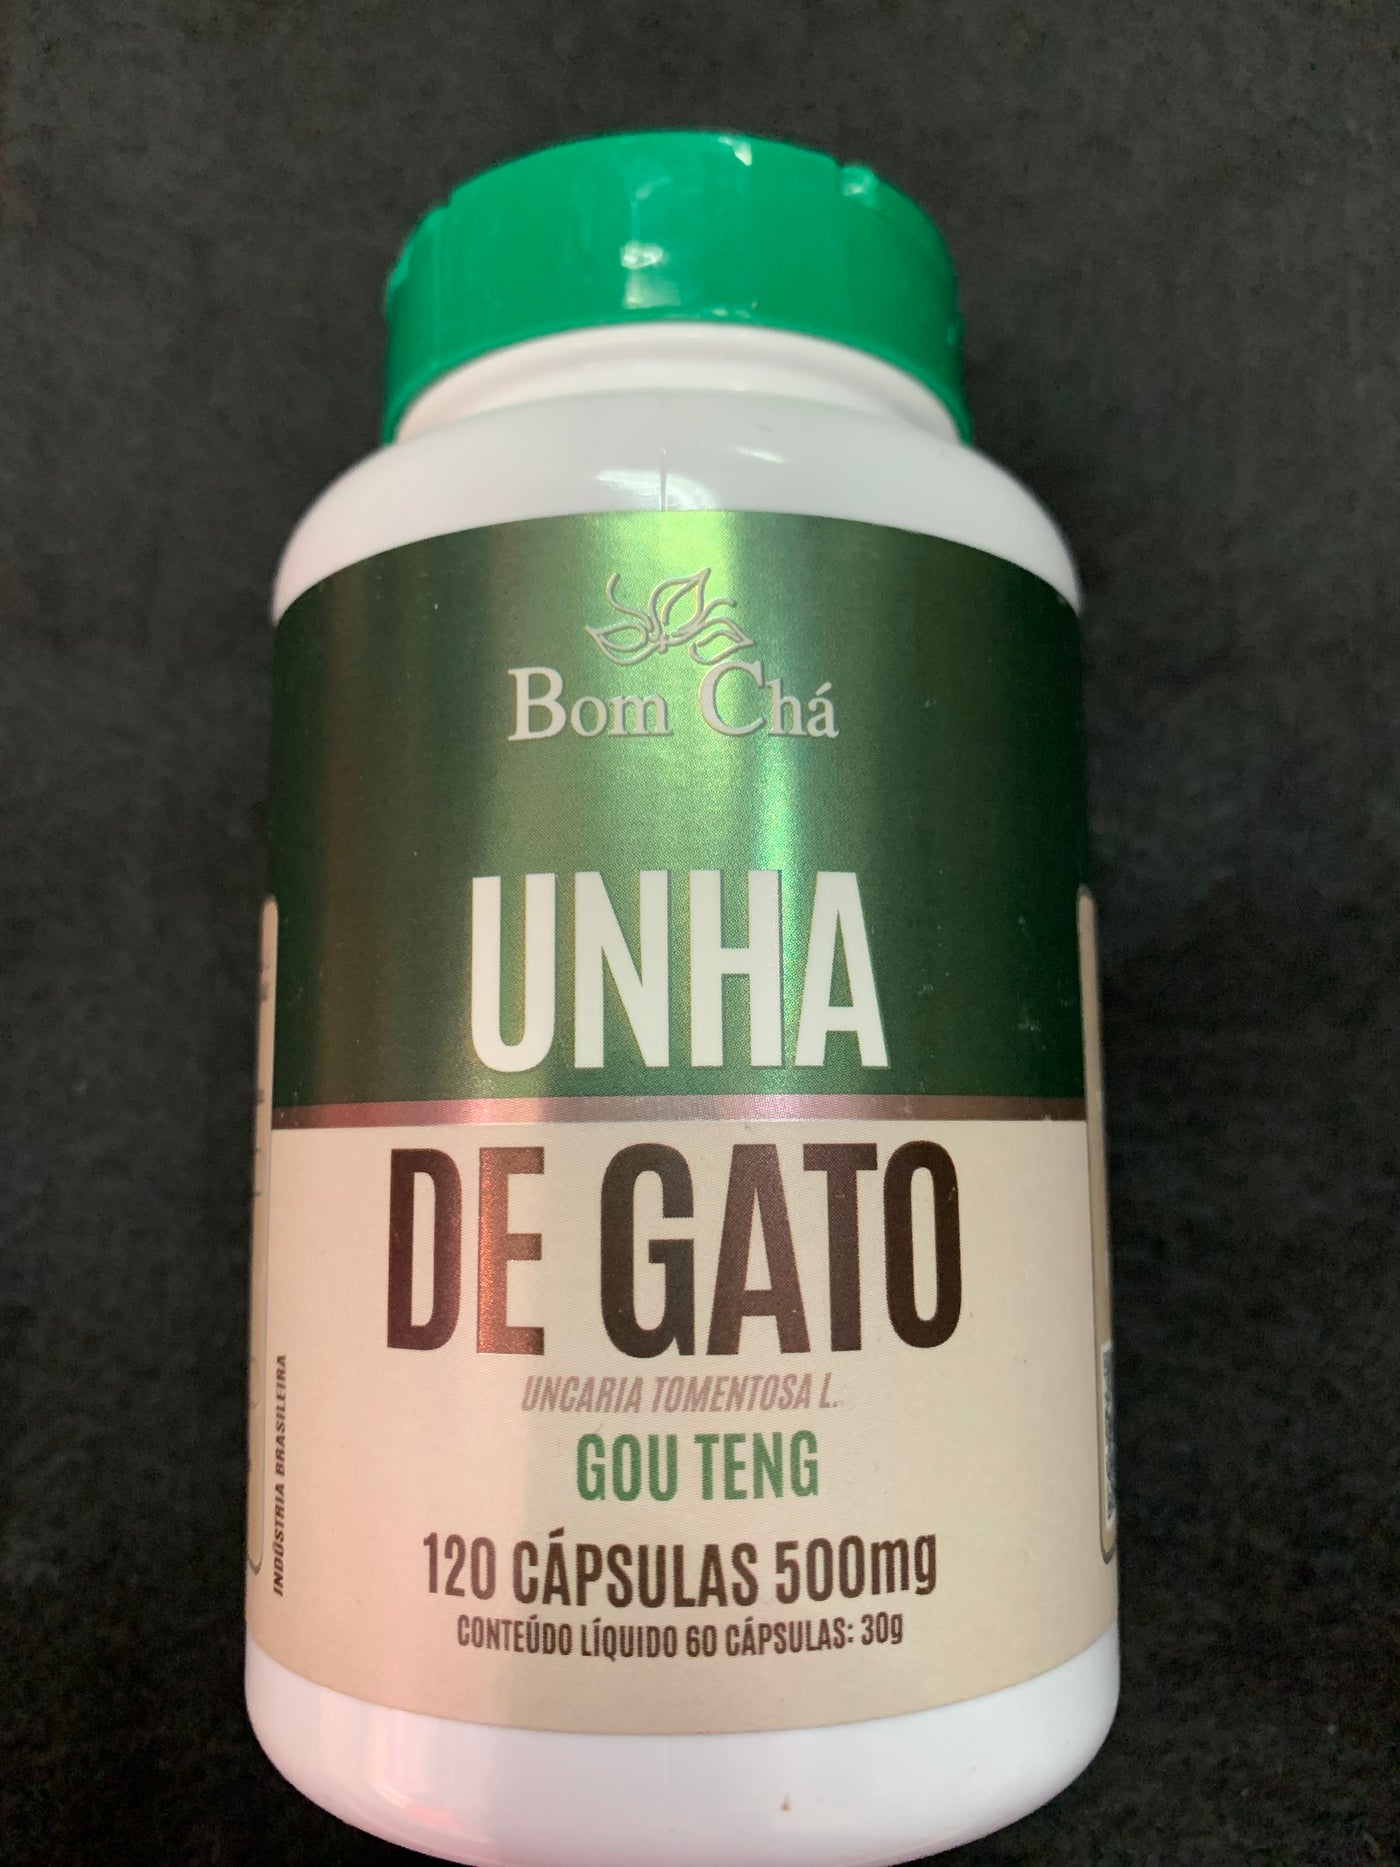 Bom Chá
UNHA
DE GATO
UNCARIA TOMENTOSA L.
GOU TENG
120 CÁPSULAS 500mg
CONTEÚDO LÍQUIDO 60 CÁPSULAS: 30g
INDÚSTRIA BRASILEIRA